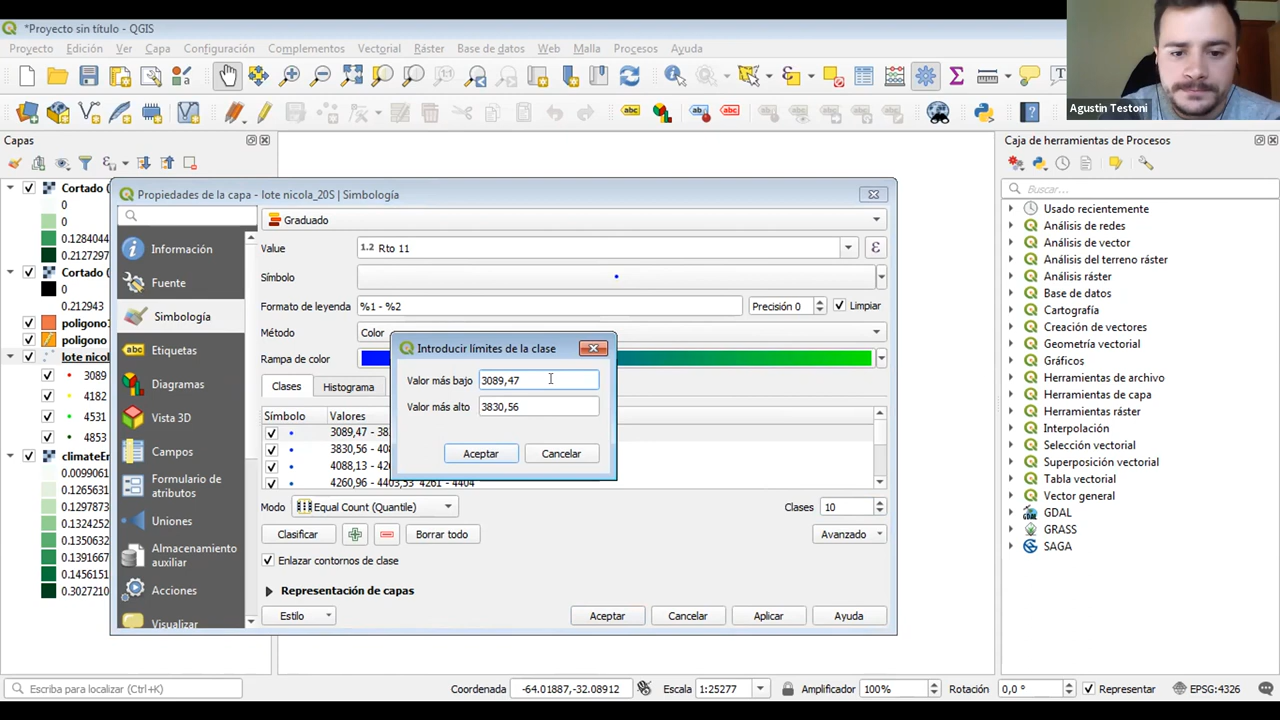 *Proyecto sin título - QGIS
Proyecto Edición Ver Capa Configuración Complementos Vectorial Ráster Base de datos Web Malla Procesos Ayuda
Agustin Testoni
Capas
Cortado (
0
0
0.1284044
0.2127297
Cortado (
0
0.212943
poligono1
poligono
lote nicol
3089
4182
4531
4853
climateEn
0.0099061
0.1265631
0.1297808
0.1324252
0.1350632
0.1391667
0.1456151
0.3027210
Propiedades de la capa - lote nicola_20S | Simbología
Información
Fuente
Simbología
Etiquetas
Diagramas
Vista 3D
Campos
Formulario de atributos
Uniones
Almacenamiento auxiliar
Acciones
Visualizar
Graduado
Value 1.2 Rto 11 ε
Símbolo
Formato de leyenda %1 - %2 Precisión 0 Limpiar
Método Color
Rampa de color
Clases Histograma
Símbolo Valores
3089,47 - 38
3830,56 - 40
4088,13 - 42
4260,96 - 4403,53 4261 - 4404
Modo Equal Count (Quantile) Clases 10
Clasificar Borrar todo Avanzado
Enlazar contornos de clase
Representación de capas
Estilo Aceptar Cancelar Aplicar Ayuda
Introducir límites de la clase
Valor más bajo 3089,47
Valor más alto 3830,56
Aceptar Cancelar
Caja de herramientas de Procesos
Buscar...
Usado recientemente
Análisis de redes
Análisis de vector
Análisis del terreno ráster
Análisis ráster
Base de datos
Cartografía
Creación de vectores
Geometría vectorial
Gráficos
Herramientas de archivo
Herramientas de capa
Herramientas ráster
Interpolación
Selección vectorial
Superposición vectorial
Tabla vectorial
Vector general
GDAL
GRASS
SAGA
Escriba para localizar (Ctrl+K) Coordenada -64.01887,-32.08912 Escala 1:25277 Amplificador 100% Rotación 0,0 ° Representar EPSG:4326